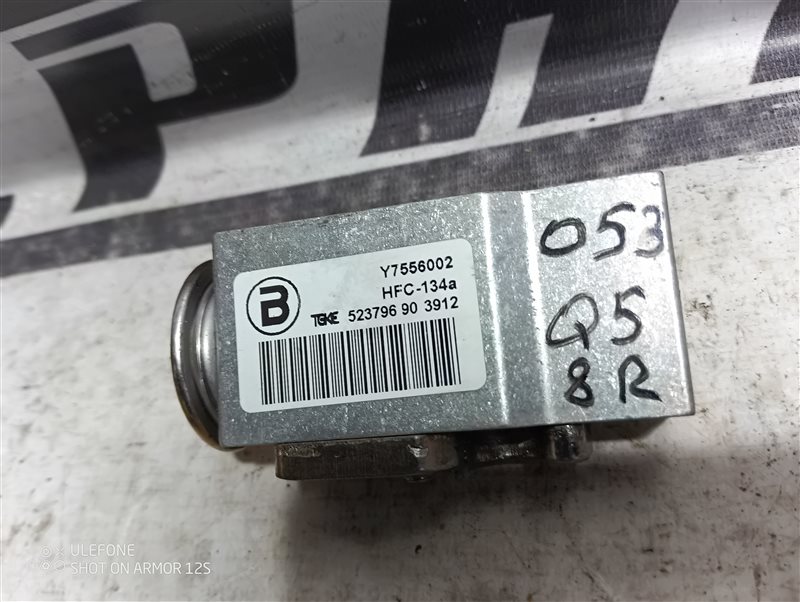 Y7556002
B
HFC-134a
TGKE 523796 90 3912
053
Q5
8R
ULEFONE
SHOT ON ARMOR 12S